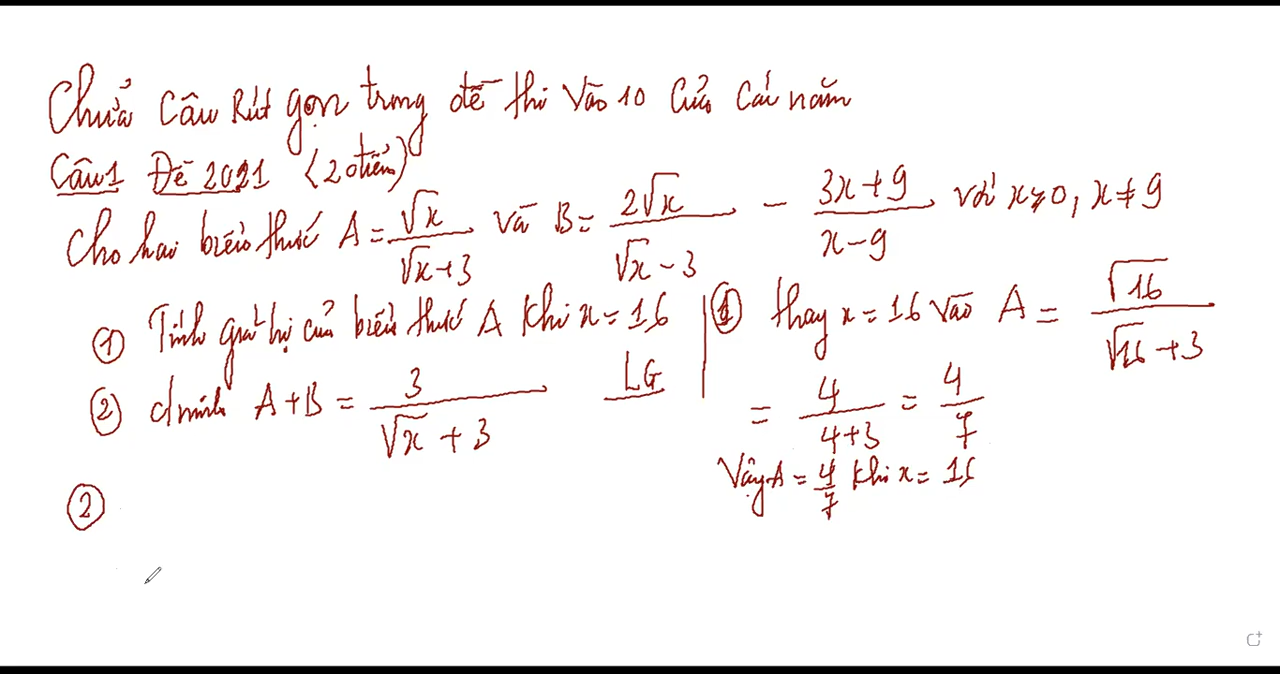 Chữa câu Rút gọn trong đề thi vào 10 của các năm
Câu 1 Đề 2021 (2 điểm)
Cho hai biểu thức A = √x/(√x+3) và B = 2√x/(√x−3) − (3x+9)/(x−9) với x≥0, x≠9
① Tính giá trị của biểu thức A khi x=16
② c/minh A+B = 3/(√x+3)
LG
① thay x=16 vào A = √16/(√16+3)
= 4/(4+3) = 4/7
Vậy A = 4/7 khi x = 16
②